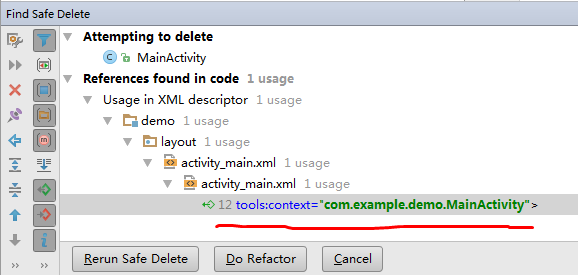 Find Safe Delete
Attempting to delete
MainActivity
References found in code 1 usage
Usage in XML descriptor 1 usage
demo 1 usage
layout 1 usage
activity_main.xml 1 usage
activity_main.xml 1 usage
12 tools:context="com.example.demo.MainActivity">
Rerun Safe Delete Do Refactor Cancel